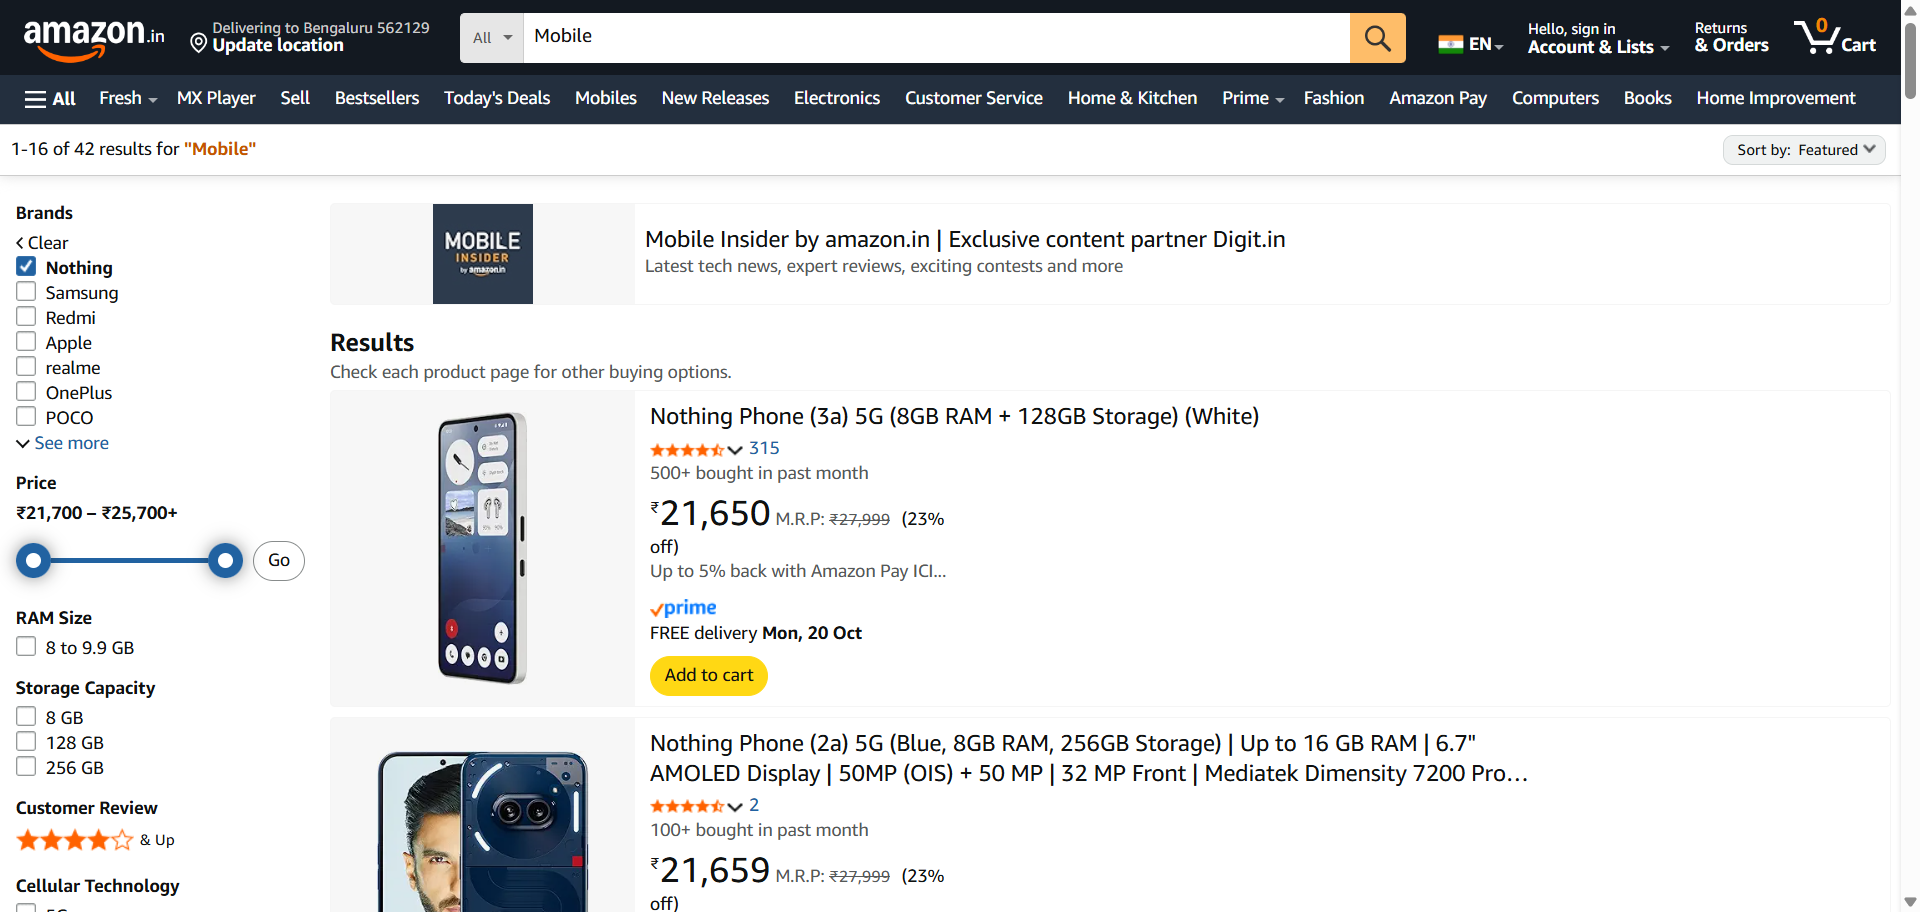 amazon.in
Delivering to Bengaluru 562129
Update location
All
Mobile
EN
Hello, sign in
Account & Lists
Returns
& Orders
0
Cart
All
Fresh
MX Player
Sell
Bestsellers
Today's Deals
Mobiles
New Releases
Electronics
Customer Service
Home & Kitchen
Prime
Fashion
Amazon Pay
Computers
Books
Home Improvement
1-16 of 42 results for "Mobile"
Sort by: Featured
Brands
Clear
Nothing
Samsung
Redmi
Apple
realme
OnePlus
POCO
See more
Price
₹21,700 – ₹25,700+
Go
RAM Size
8 to 9.9 GB
Storage Capacity
8 GB
128 GB
256 GB
Customer Review
& Up
Cellular Technology
MOBILE
INSIDER
by amazon.in
Mobile Insider by amazon.in | Exclusive content partner Digit.in
Latest tech news, expert reviews, exciting contests and more
Results
Check each product page for other buying options.
Nothing Phone (3a) 5G (8GB RAM + 128GB Storage) (White)
315
500+ bought in past month
₹21,650 M.R.P: ₹27,999 (23%
off)
Up to 5% back with Amazon Pay ICI...
prime
FREE delivery Mon, 20 Oct
Add to cart
Nothing Phone (2a) 5G (Blue, 8GB RAM, 256GB Storage) | Up to 16 GB RAM | 6.7"
AMOLED Display | 50MP (OIS) + 50 MP | 32 MP Front | Mediatek Dimensity 7200 Pro...
2
100+ bought in past month
₹21,659 M.R.P: ₹27,999 (23%
off)